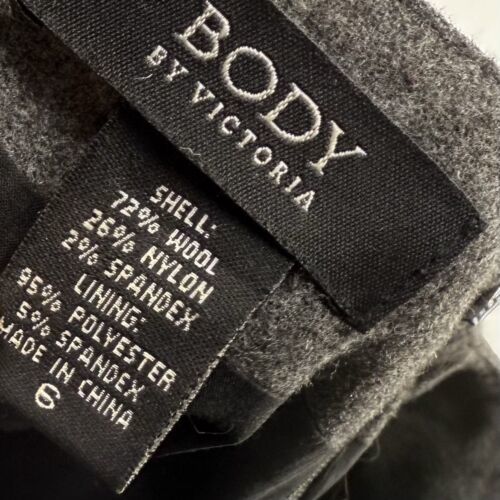 BODY
BY VICTORIA
SHELL:
72% WOOL
26% NYLON
2% SPANDEX
LINING:
95% POLYESTER
5% SPANDEX
MADE IN CHINA
6